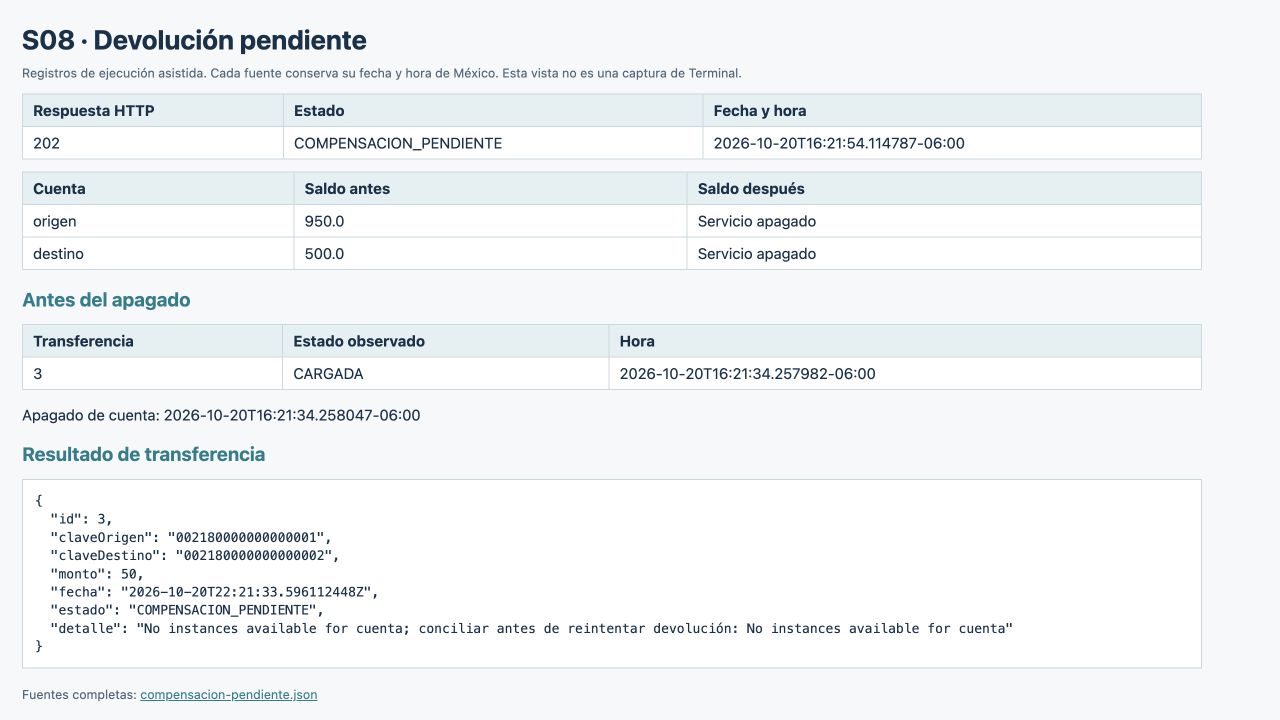 S08 · Devolución pendiente
Registros de ejecución asistida. Cada fuente conserva su fecha y hora de México. Esta vista no es una captura de Terminal.
Respuesta HTTP Estado Fecha y hora
202 COMPENSACION_PENDIENTE 2026-10-20T16:21:54.114787-06:00
Cuenta Saldo antes Saldo después
origen 950.0 Servicio apagado
destino 500.0 Servicio apagado
Antes del apagado
Transferencia Estado observado Hora
3 CARGADA 2026-10-20T16:21:34.257982-06:00
Apagado de cuenta: 2026-10-20T16:21:34.258047-06:00
Resultado de transferencia
{
"id": 3,
"claveOrigen": "002180000000000001",
"claveDestino": "002180000000000002",
"monto": 50,
"fecha": "2026-10-20T22:21:33.596112448Z",
"estado": "COMPENSACION_PENDIENTE",
"detalle": "No instances available for cuenta; conciliar antes de reintentar devolución: No instances available for cuenta"
}
Fuentes completas: compensacion-pendiente.json